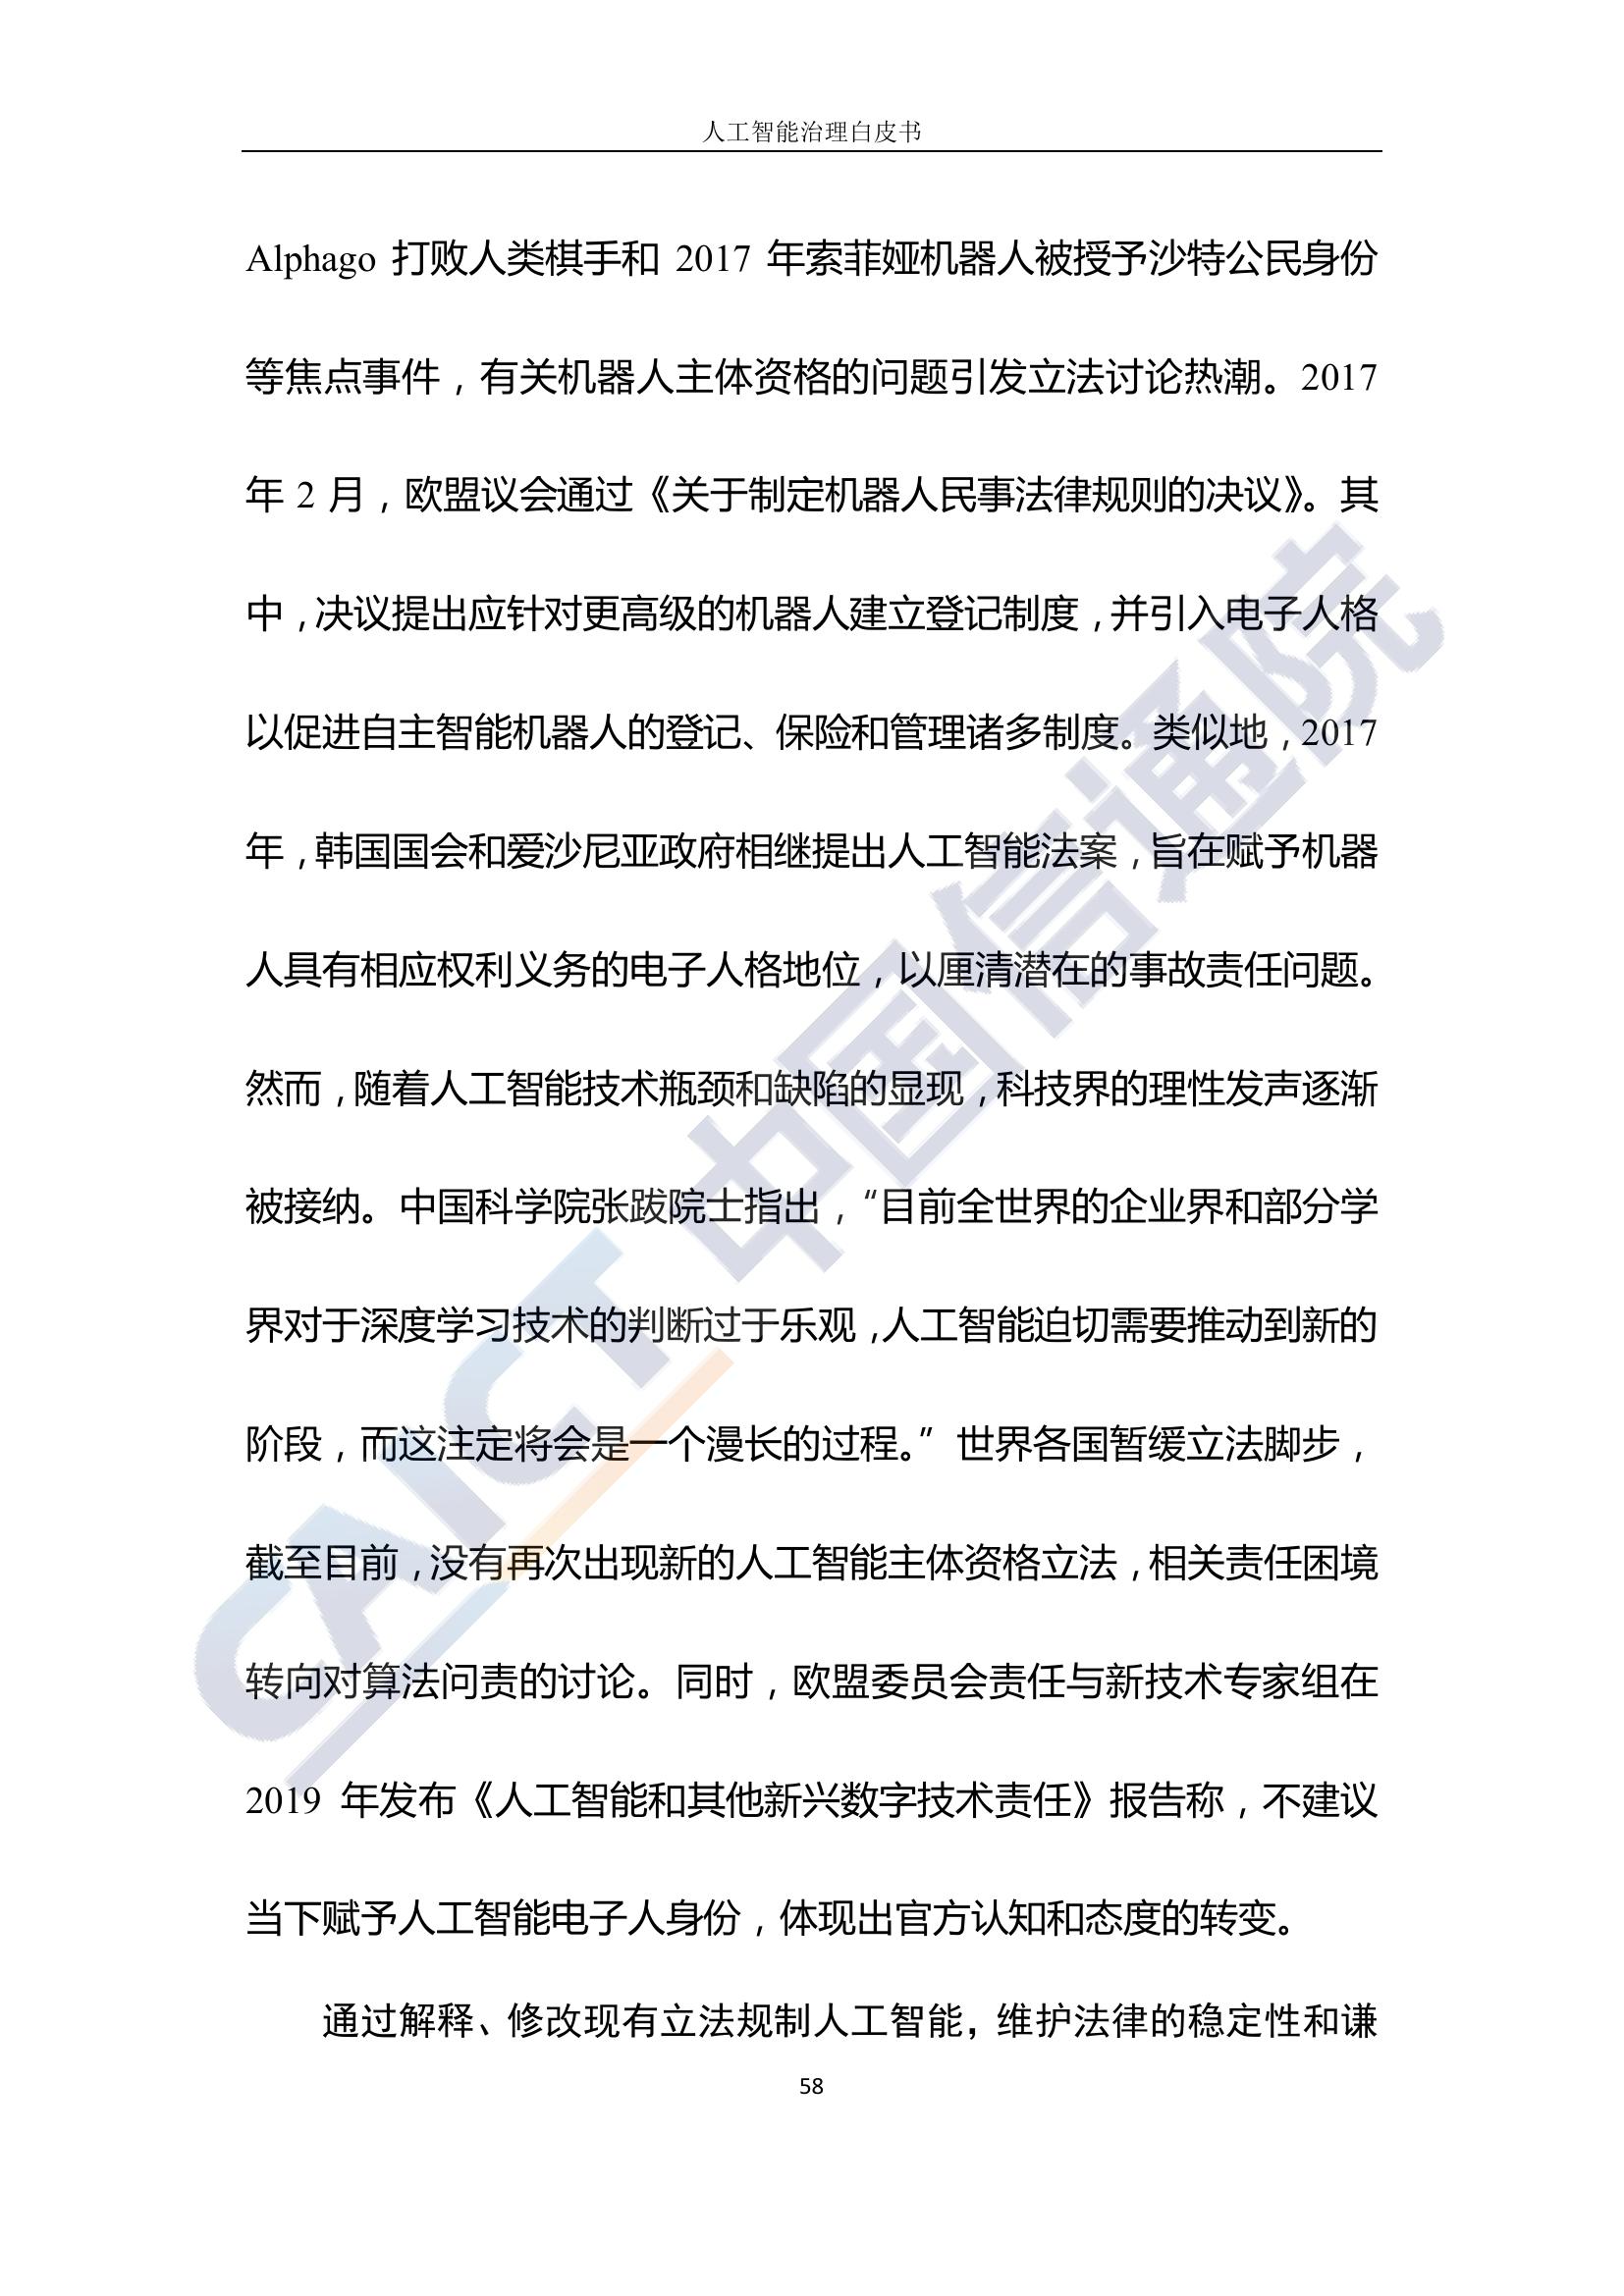 人工智能治理白皮书
Alphago 打败人类棋手和 2017 年索菲娅机器人被授予沙特公民身份
等焦点事件，有关机器人主体资格的问题引发立法讨论热潮。2017
年 2 月，欧盟议会通过《关于制定机器人民事法律规则的决议》。其
中，决议提出应针对更高级的机器人建立登记制度，并引入电子人格
以促进自主智能机器人的登记、保险和管理诸多制度。类似地，2017
年，韩国国会和爱沙尼亚政府相继提出人工智能法案，旨在赋予机器
人具有相应权利义务的电子人格地位，以厘清潜在的事故责任问题。
然而，随着人工智能技术瓶颈和缺陷的显现，科技界的理性发声逐渐
被接纳。中国科学院张跋院士指出，“目前全世界的企业界和部分学
界对于深度学习技术的判断过于乐观，人工智能迫切需要推动到新的
阶段，而这注定将会是一个漫长的过程。”世界各国暂缓立法脚步，
截至目前，没有再次出现新的人工智能主体资格立法，相关责任困境
转向对算法问责的讨论。同时，欧盟委员会责任与新技术专家组在
2019 年发布《人工智能和其他新兴数字技术责任》报告称，不建议
当下赋予人工智能电子人身份，体现出官方认知和态度的转变。
通过解释、修改现有立法规制人工智能，维护法律的稳定性和谦
58
CAICT 中国信通院